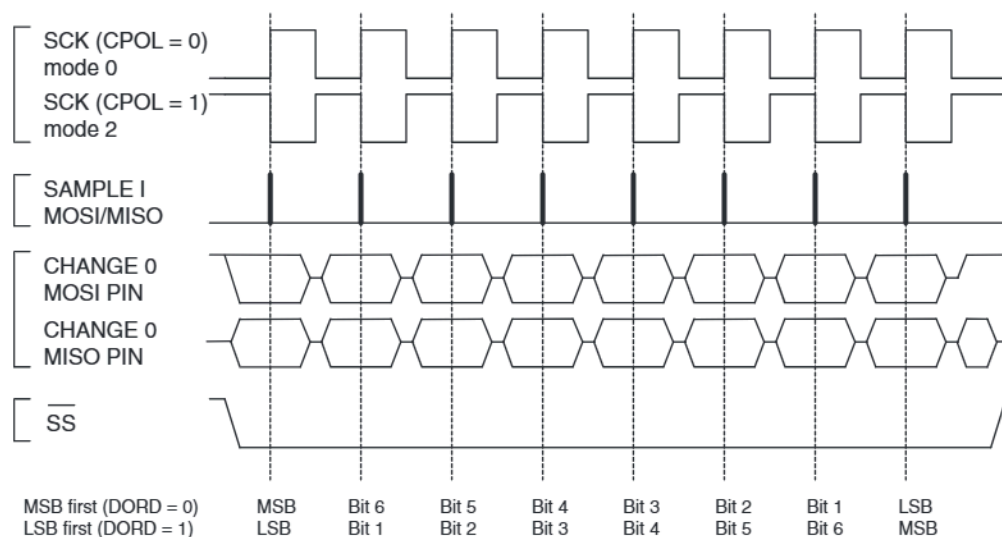 SCK (CPOL = 0)
mode 0
SCK (CPOL = 1)
mode 2
SAMPLE I
MOSI/MISO
CHANGE 0
MOSI PIN
CHANGE 0
MISO PIN
SS
MSB first (DORD = 0) MSB Bit 6 Bit 5 Bit 4 Bit 3 Bit 2 Bit 1 LSB
LSB first (DORD = 1) LSB Bit 1 Bit 2 Bit 3 Bit 4 Bit 5 Bit 6 MSB